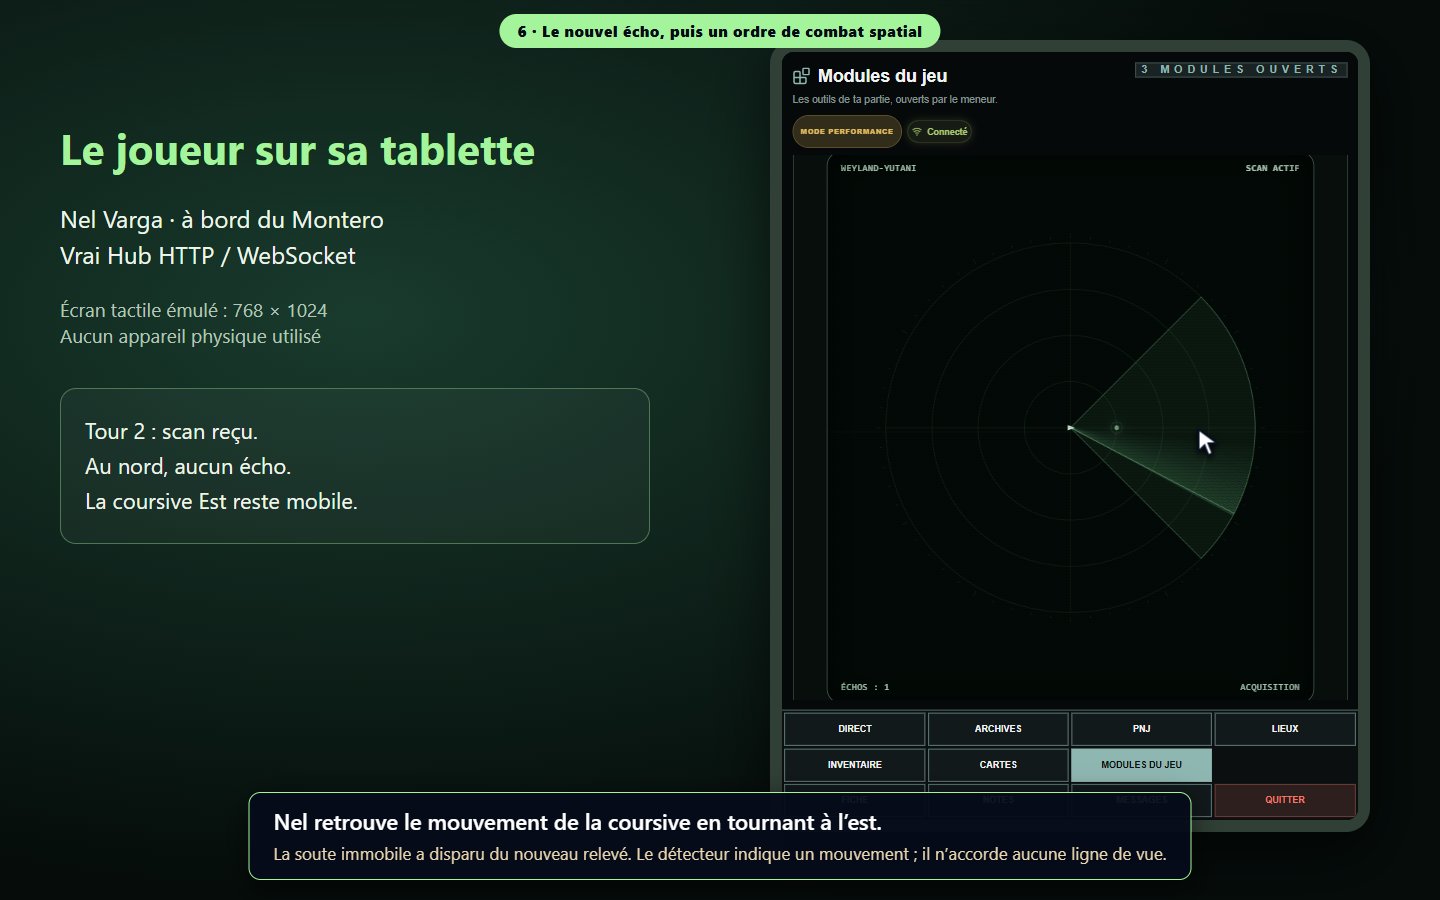 6 · Le nouvel écho, puis un ordre de combat spatial
Le joueur sur sa tablette
Nel Varga · à bord du Montero
Vrai Hub HTTP / WebSocket
Écran tactile émulé : 768 × 1024
Aucun appareil physique utilisé
Tour 2 : scan reçu.
Au nord, aucun écho.
La coursive Est reste mobile.
Modules du jeu
3 MODULES OUVERTS
Les outils de ta partie, ouverts par le meneur.
MODE PERFORMANCE
Connecté
WEYLAND-YUTANI
SCAN ACTIF
ÉCHOS : 1
ACQUISITION
DIRECT
ARCHIVES
PNJ
LIEUX
INVENTAIRE
CARTES
MODULES DU JEU
FICHE
NOTES
MESSAGES
QUITTER
Nel retrouve le mouvement de la coursive en tournant à l’est.
La soute immobile a disparu du nouveau relevé. Le détecteur indique un mouvement ; il n’accorde aucune ligne de vue.